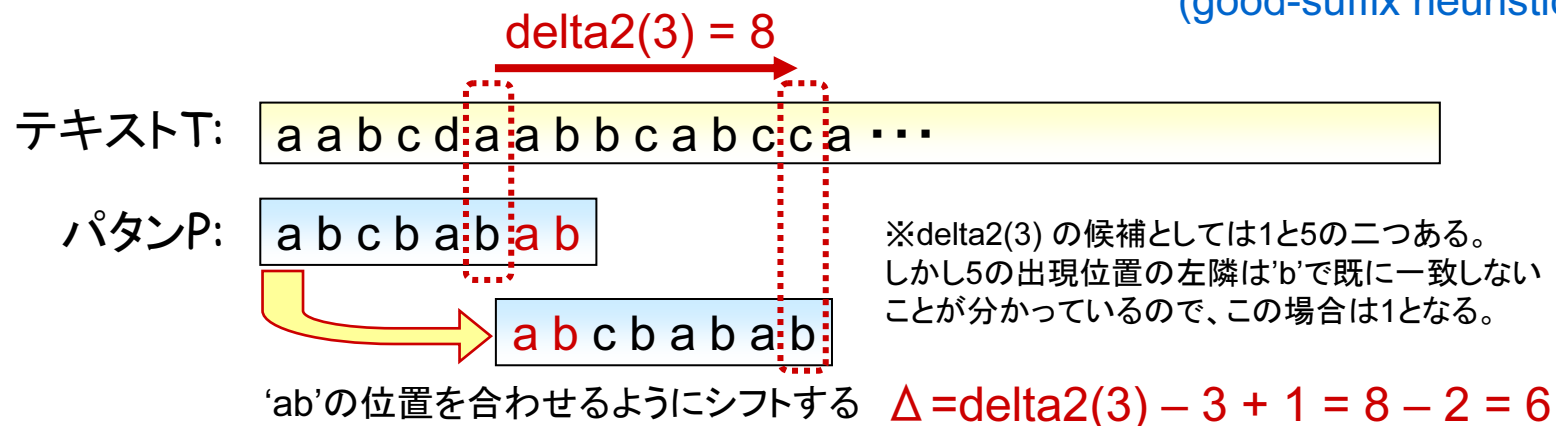 (good-suffix heuristic
delta2(3) = 8
テキストT: a a b c d a a b b c a b c c a ･･･
パタンP: a b c b a b a b
※delta2(3) の候補としては1と5の二つある。
しかし5の出現位置の左隣は’b’で既に一致しない
ことが分かっているので、この場合は1となる。
a b c b a b a b
‘ab’の位置を合わせるようにシフトする
Δ=delta2(3) – 3 + 1 = 8 – 2 = 6